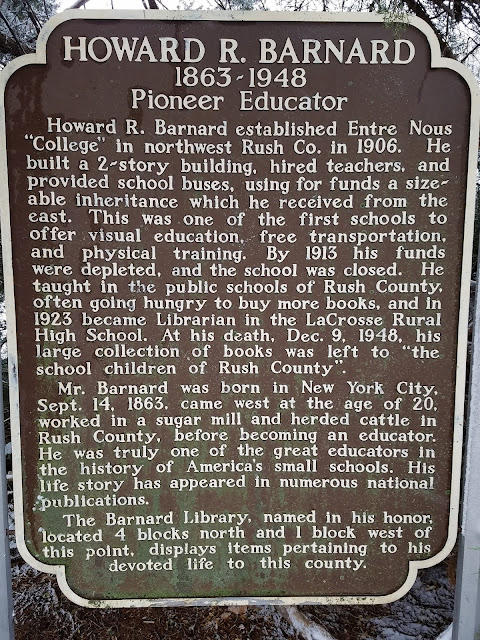 HOWARD R. BARNARD
1863-1948
Pioneer Educator
Howard R. Barnard established Entre Nous
"College" in northwest Rush Co. in 1906. He
built a 2-story building, hired teachers, and
provided school buses, using for funds a size-
able inheritance which he received from the
east. This was one of the first schools to
offer visual education, free transportation,
and physical training. By 1913 his funds
were depleted, and the school was closed. He
taught in the public schools of Rush County,
often going hungry to buy more books, and in
1923 became Librarian in the LaCrosse Rural
High School. At his death, Dec. 9, 1948, his
large collection of books was left to "the
school children of Rush County".
Mr. Barnard was born in New York City,
Sept. 14, 1863, came west at the age of 20,
worked in a sugar mill and herded cattle in
Rush County, before becoming an educator.
He was truly one of the great educators in
the history of America's small schools. His
life story has appeared in numerous national
publications.
The Barnard Library, named in his honor,
located 4 blocks north and 1 block west of
this point, displays items pertaining to his
devoted life to this county.